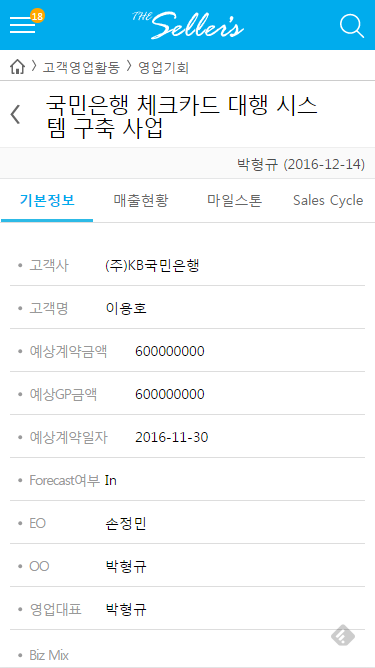 18
THE Seller's
고객영업활동 > 영업기회
국민은행 체크카드 대행 시스
템 구축 사업
박형규 (2016-12-14)
기본정보 매출현황 마일스톤 Sales Cycle
• 고객사 (주)KB국민은행
• 고객명 이용호
• 예상계약금액 600000000
• 예상GP금액 600000000
• 예상계약일자 2016-11-30
• Forecast여부 In
• EO 손정민
• OO 박형규
• 영업대표 박형규
• Biz Mix